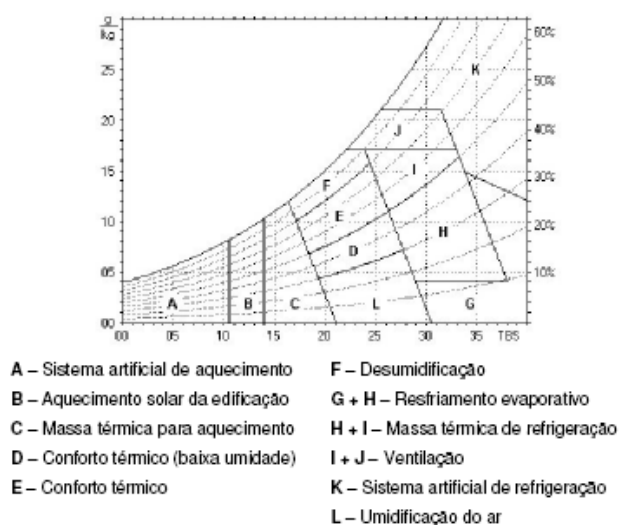 g
kg
60%
25
K
50%
20
40%
J
15
I
30%
F
E
10
20%
H
D
05
10%
A
B
C
L
G
00
00
05
10
15
20
25
30
35
TBS
A – Sistema artificial de aquecimento
B – Aquecimento solar da edificação
C – Massa térmica para aquecimento
D – Conforto térmico (baixa umidade)
E – Conforto térmico
F – Desumidificação
G + H – Resfriamento evaporativo
H + I – Massa térmica de refrigeração
I + J – Ventilação
K – Sistema artificial de refrigeração
L – Umidificação do ar